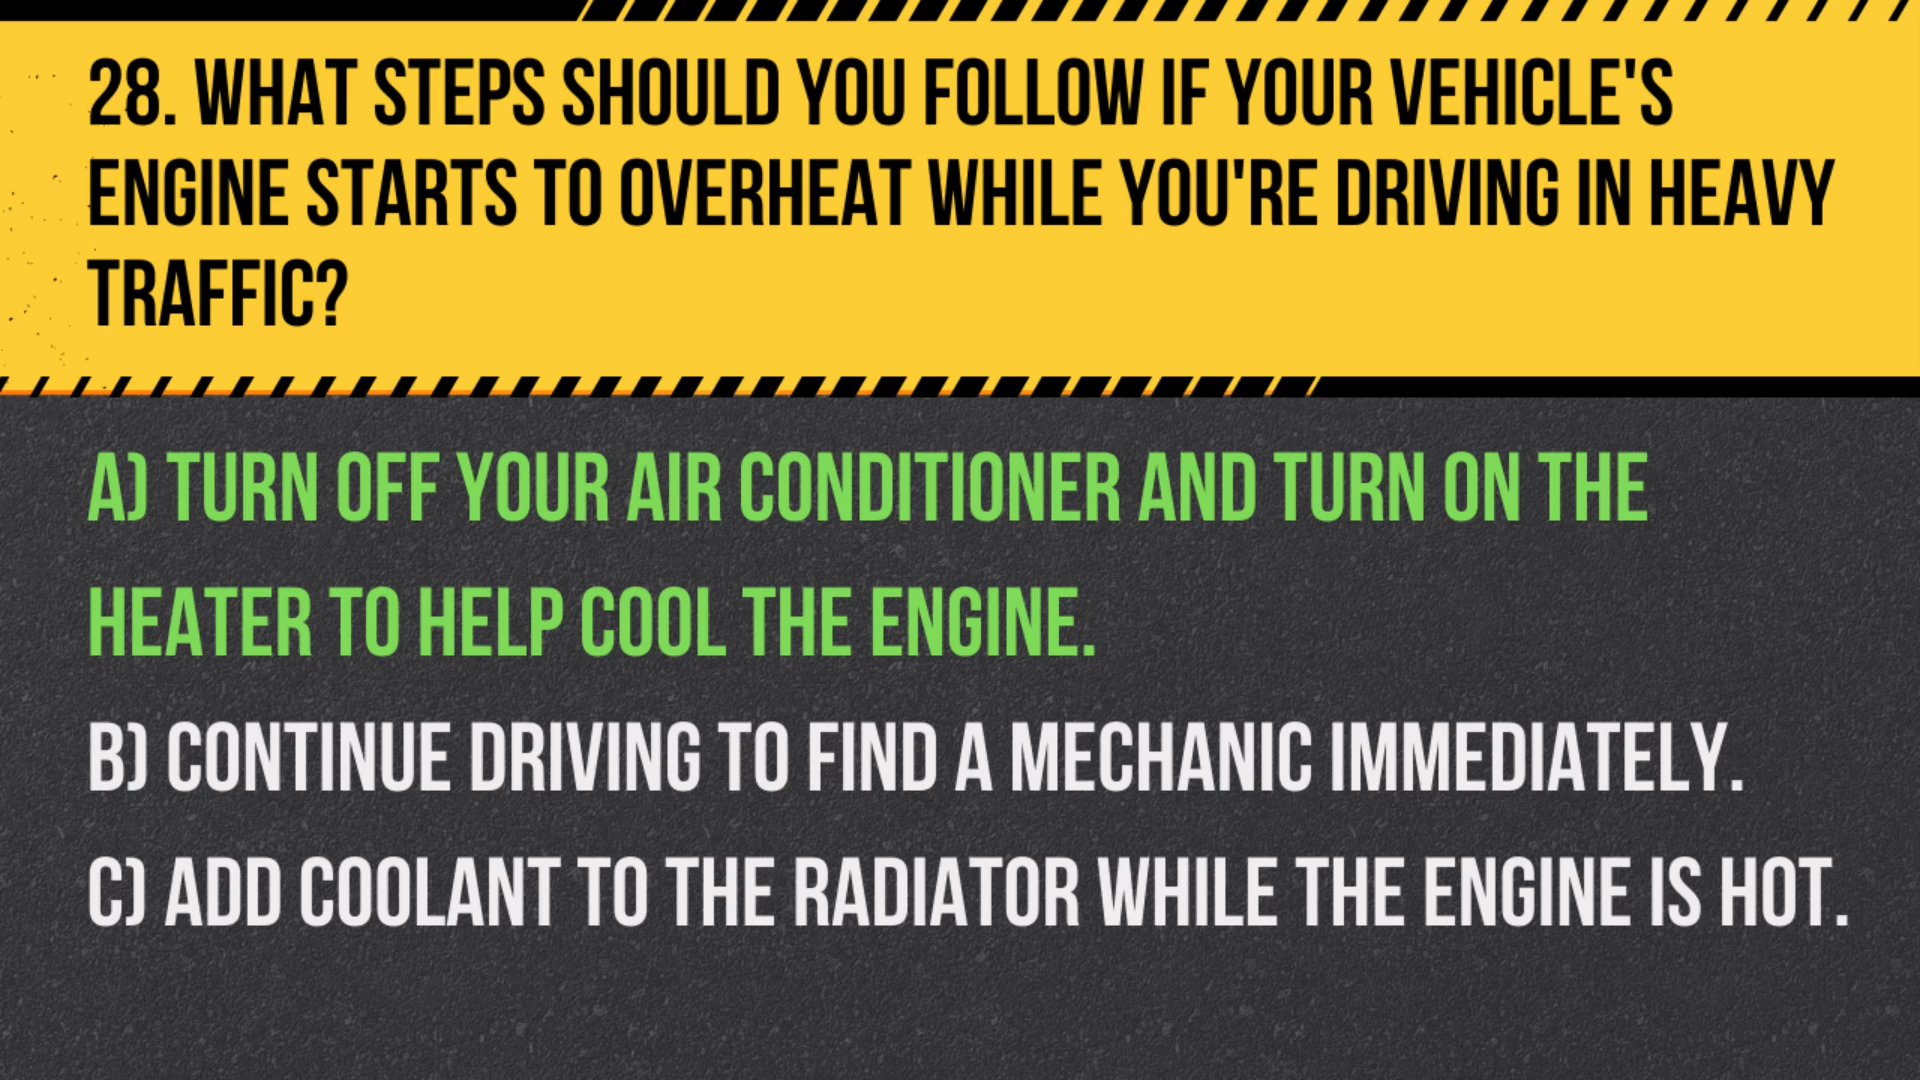 28. WHAT STEPS SHOULD YOU FOLLOW IF YOUR VEHICLE'S
ENGINE STARTS TO OVERHEAT WHILE YOU'RE DRIVING IN HEAVY
TRAFFIC?
A) TURN OFF YOUR AIR CONDITIONER AND TURN ON THE
HEATER TO HELP COOL THE ENGINE.
B) CONTINUE DRIVING TO FIND A MECHANIC IMMEDIATELY.
C) ADD COOLANT TO THE RADIATOR WHILE THE ENGINE IS HOT.